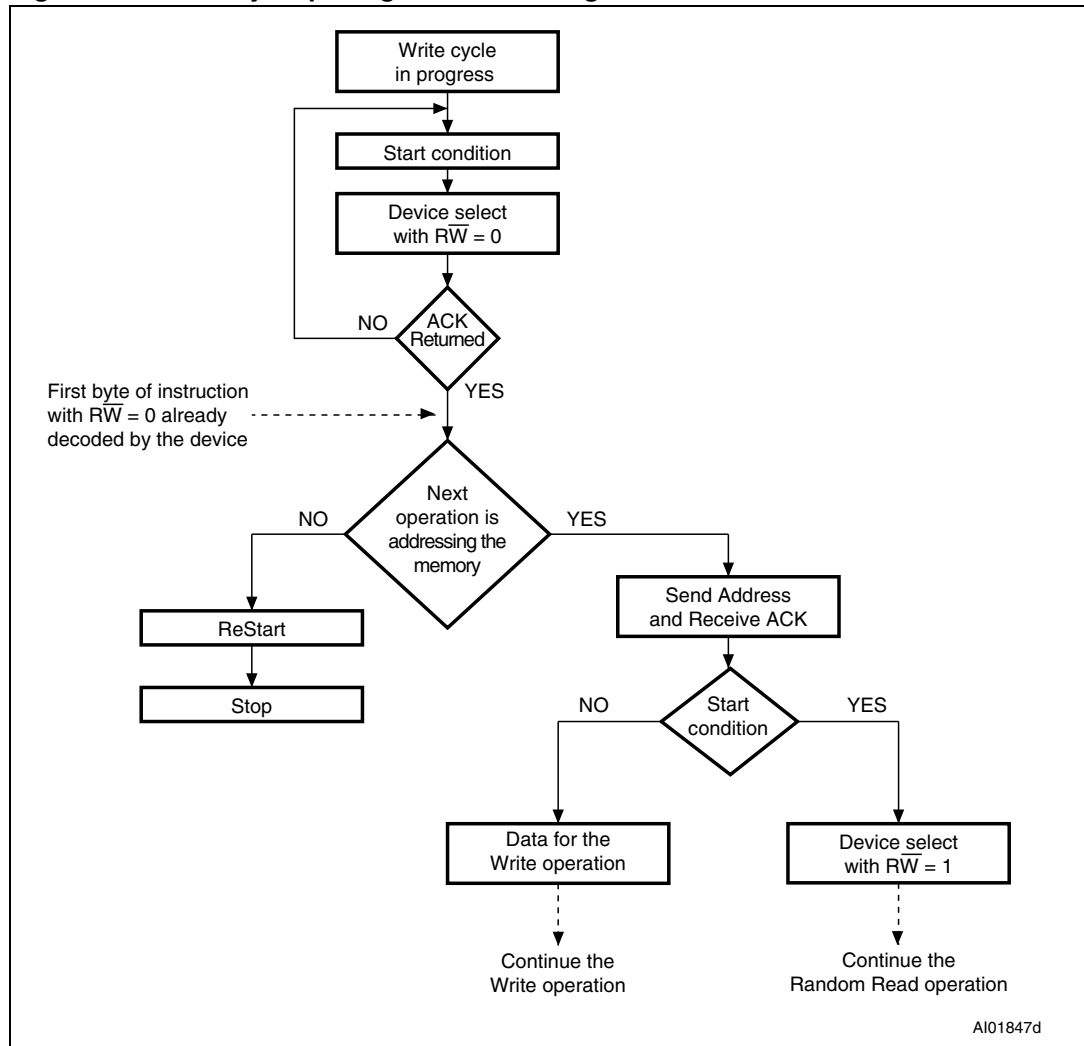 Write cycle
in progress
Start condition
Device select
with RW̅ = 0
ACK
Returned
NO
YES
First byte of instruction
with RW̅ = 0 already
decoded by the device
Next
operation is
addressing the
memory
NO
YES
ReStart
Stop
Send Address
and Receive ACK
Start
condition
NO
YES
Data for the
Write operation
Device select
with RW̅ = 1
Continue the
Write operation
Continue the
Random Read operation
AI01847d